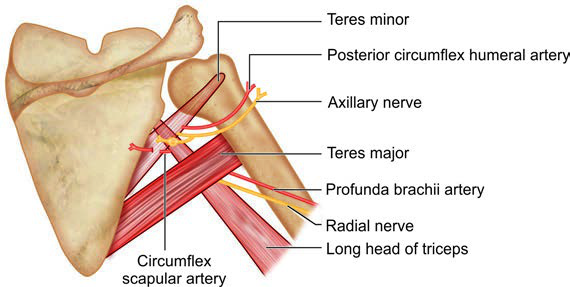 Teres minor
Posterior circumflex humeral artery
Axillary nerve
Teres major
Profunda brachii artery
Radial nerve
Long head of triceps
Circumflex
scapular artery